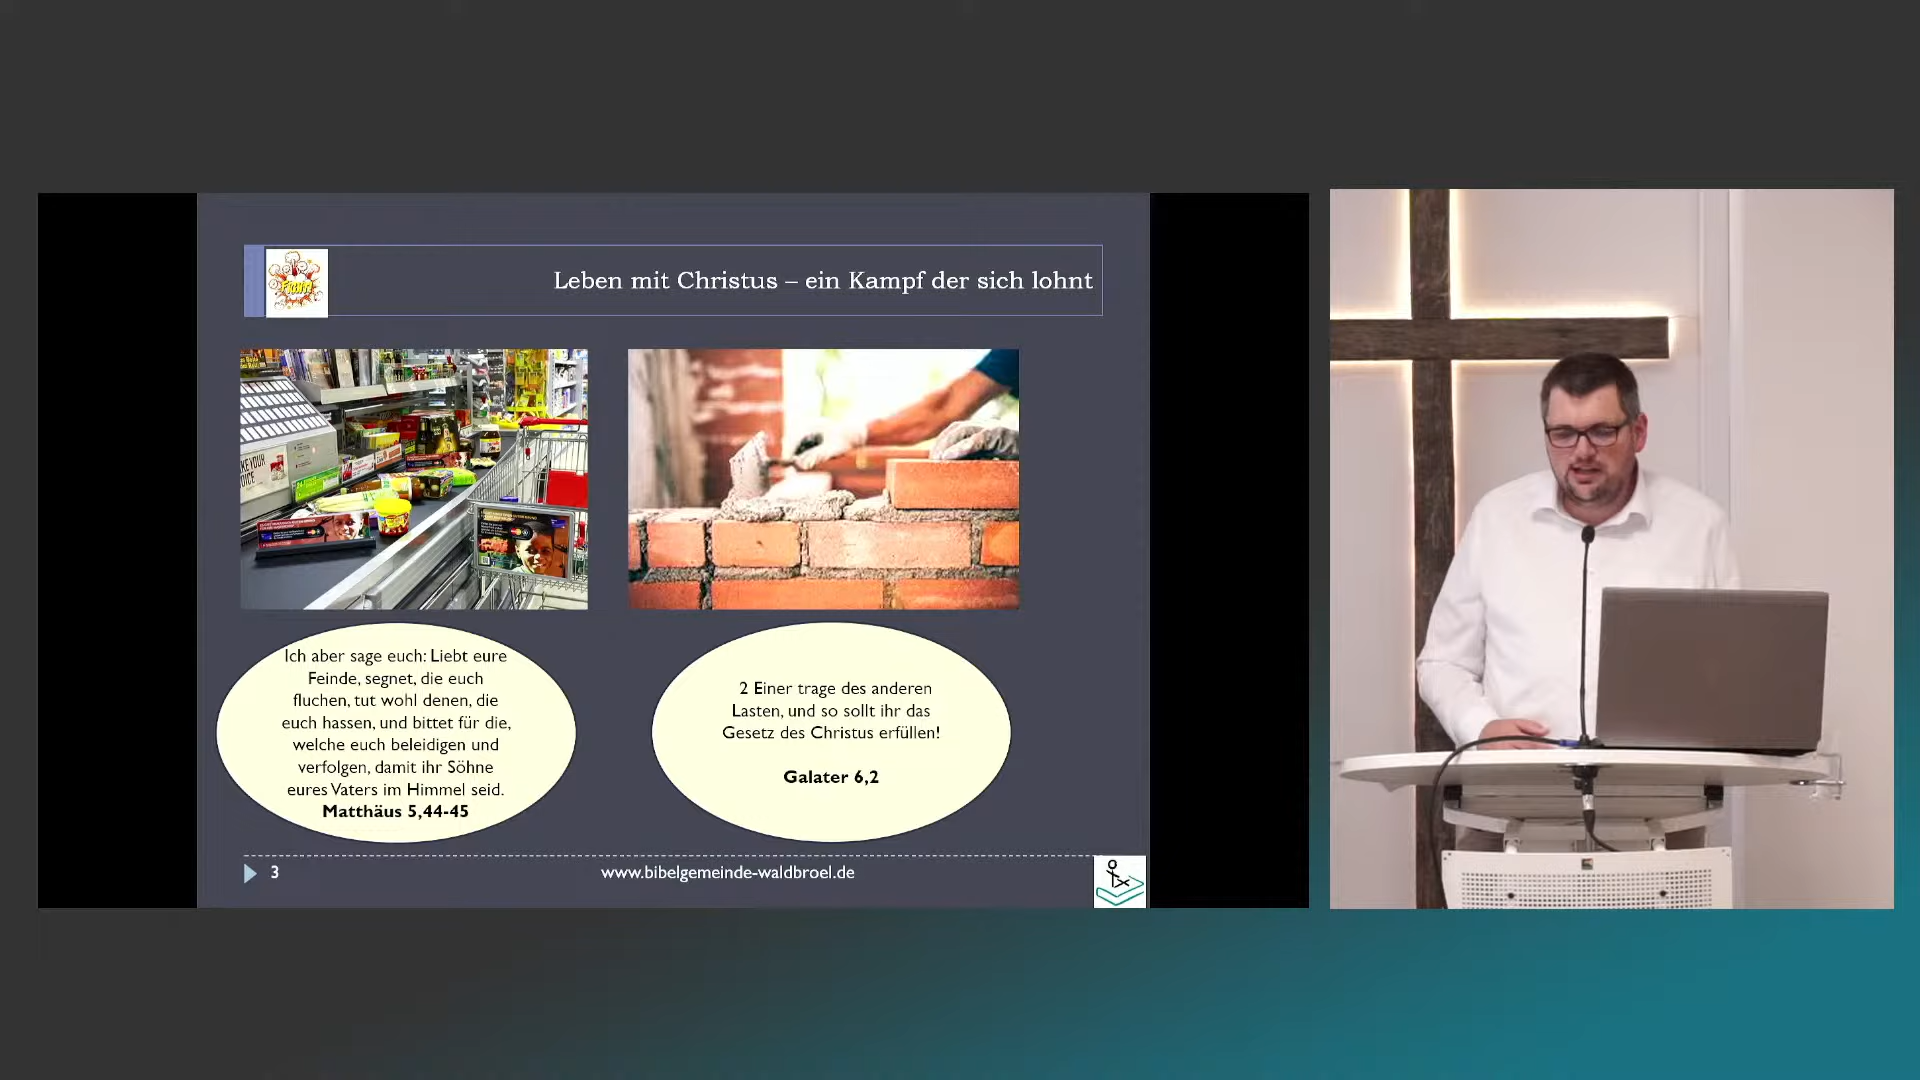 Leben mit Christus – ein Kampf der sich lohnt
Ich aber sage euch: Liebt eure
Feinde, segnet, die euch
fluchen, tut wohl denen, die
euch hassen, und bittet für die,
welche euch beleidigen und
verfolgen, damit ihr Söhne
eures Vaters im Himmel seid.
Matthäus 5,44-45
2 Einer trage des anderen
Lasten, und so sollt ihr das
Gesetz des Christus erfüllen!
Galater 6,2
3
www.bibelgemeinde-waldbroel.de